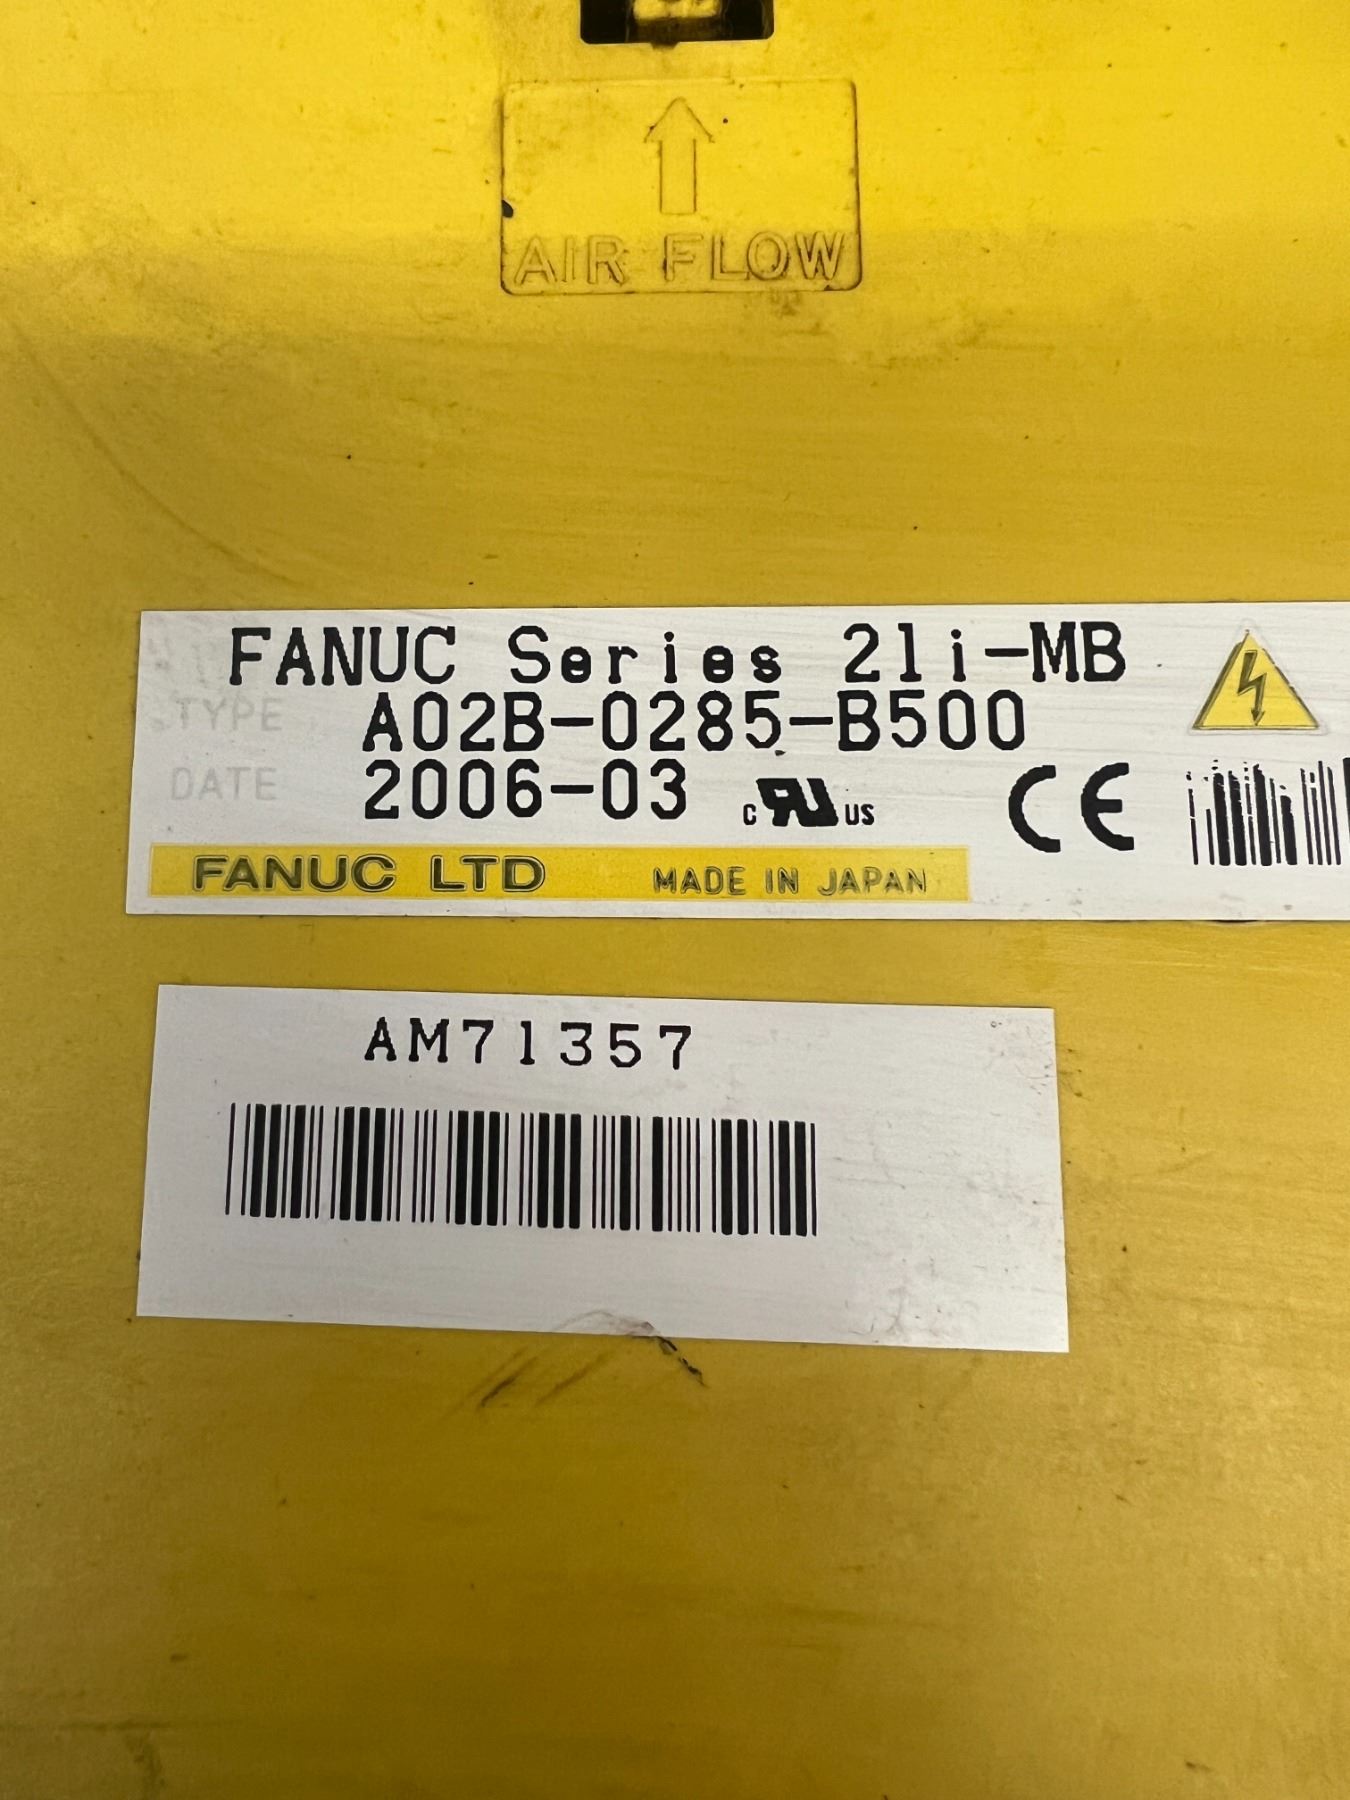 AIR FLOW
FANUC Series 21i-MB
TYPE A02B-0285-B500
DATE 2006-03 c RU US CE
FANUC LTD MADE IN JAPAN
AM71357